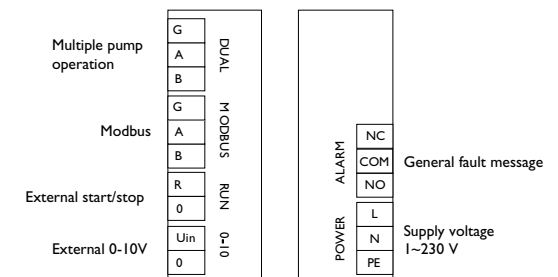 Multiple pump
operation
G
A
B
DUAL
Modbus
G
A
B
MODBUS
External start/stop
R
0
RUN
External 0-10V
Uin
0
0-10
ALARM
NC
COM
NO
General fault message
POWER
L
N
PE
Supply voltage
1~230 V